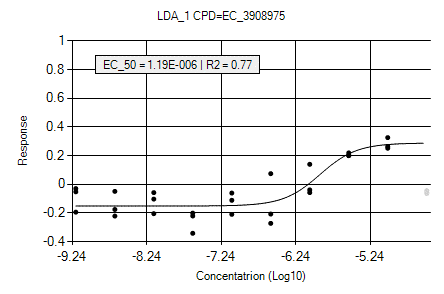 LDA_1 CPD=EC_3908975
EC_50 = 1.19E-006 | R2 = 0.77
Response
1
0.8
0.6
0.4
0.2
0
-0.2
-0.4
-9.24 -8.24 -7.24 -6.24 -5.24
Concentatrion (Log10)